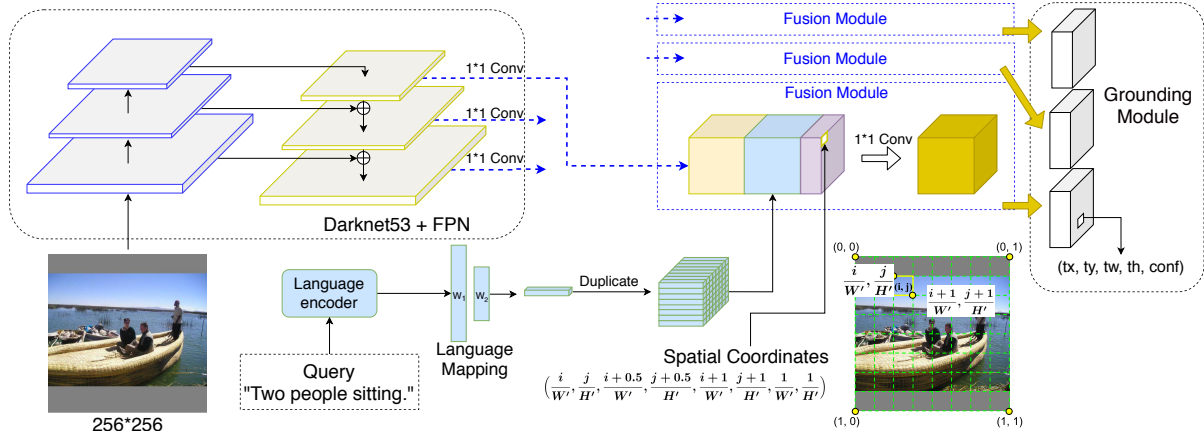 Fusion Module
Fusion Module
Fusion Module
1*1 Conv
1*1 Conv
1*1 Conv
1*1 Conv
Grounding
Module
Darknet53 + FPN
(tx, ty, tw, th, conf)
Language
encoder
W₁
W₂
Duplicate
Language
Mapping
Query
"Two people sitting."
256*256
Spatial Coordinates
(i/W′, j/H′, i + 0.5/W′, j + 0.5/H′, i + 1/W′, j + 1/H′, 1/W′, 1/H′)
(0, 0)
(0, 1)
i/W′, j/H′
(i, j)
i + 1/W′, j + 1/H′
(1, 0)
(1, 1)